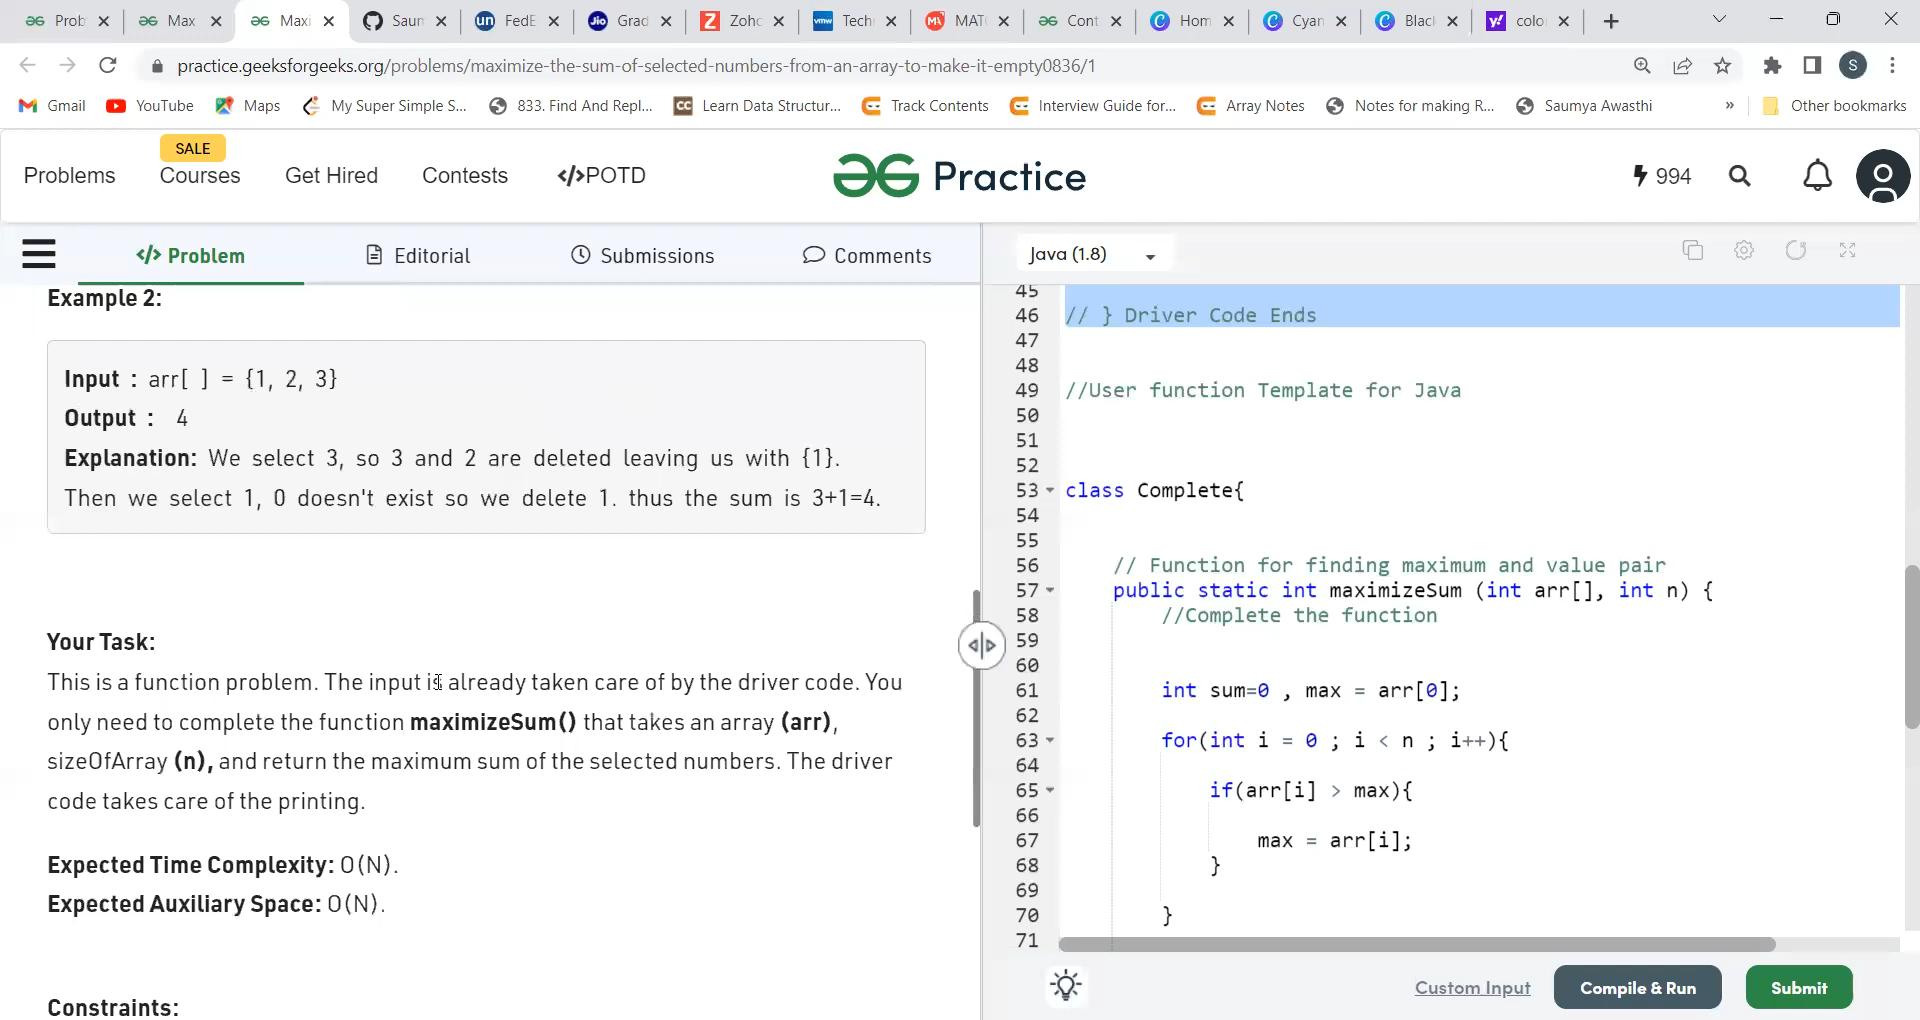 Prob
Max
Maxi
Saum
un FedE
Jio Grad
Z Zoho
vmw Tech
MATC
Cont
C Hom
C Cyan
C Blac
y! colo
practice.geeksforgeeks.org/problems/maximize-the-sum-of-selected-numbers-from-an-array-to-make-it-empty0836/1
S
Gmail
YouTube
Maps
My Super Simple S...
833. Find And Repl...
CC Learn Data Structur...
Track Contents
Interview Guide for...
Array Notes
Notes for making R...
Saumya Awasthi
»
Other bookmarks
SALE
Problems
Courses
Get Hired
Contests
</>POTD
Practice
994
</> Problem
Editorial
Submissions
Comments
Java (1.8)
Example 2:
Input : arr[ ] = {1, 2, 3}
Output : 4
Explanation: We select 3, so 3 and 2 are deleted leaving us with {1}.
Then we select 1, 0 doesn't exist so we delete 1. thus the sum is 3+1=4.
Your Task:
This is a function problem. The input is already taken care of by the driver code. You
only need to complete the function maximizeSum() that takes an array (arr),
sizeOfArray (n), and return the maximum sum of the selected numbers. The driver
code takes care of the printing.
Expected Time Complexity: O(N).
Expected Auxiliary Space: O(N).
Constraints:
45
46 // } Driver Code Ends
47
48
49 //User function Template for Java
50
51
52
53 class Complete{
54
55
56 // Function for finding maximum and value pair
57 public static int maximizeSum (int arr[], int n) {
58 //Complete the function
59
60
61 int sum=0 , max = arr[0];
62
63 for(int i = 0 ; i < n ; i++){
64
65 if(arr[i] > max){
66
67 max = arr[i];
68 }
69
70 }
71
Custom Input
Compile & Run
Submit